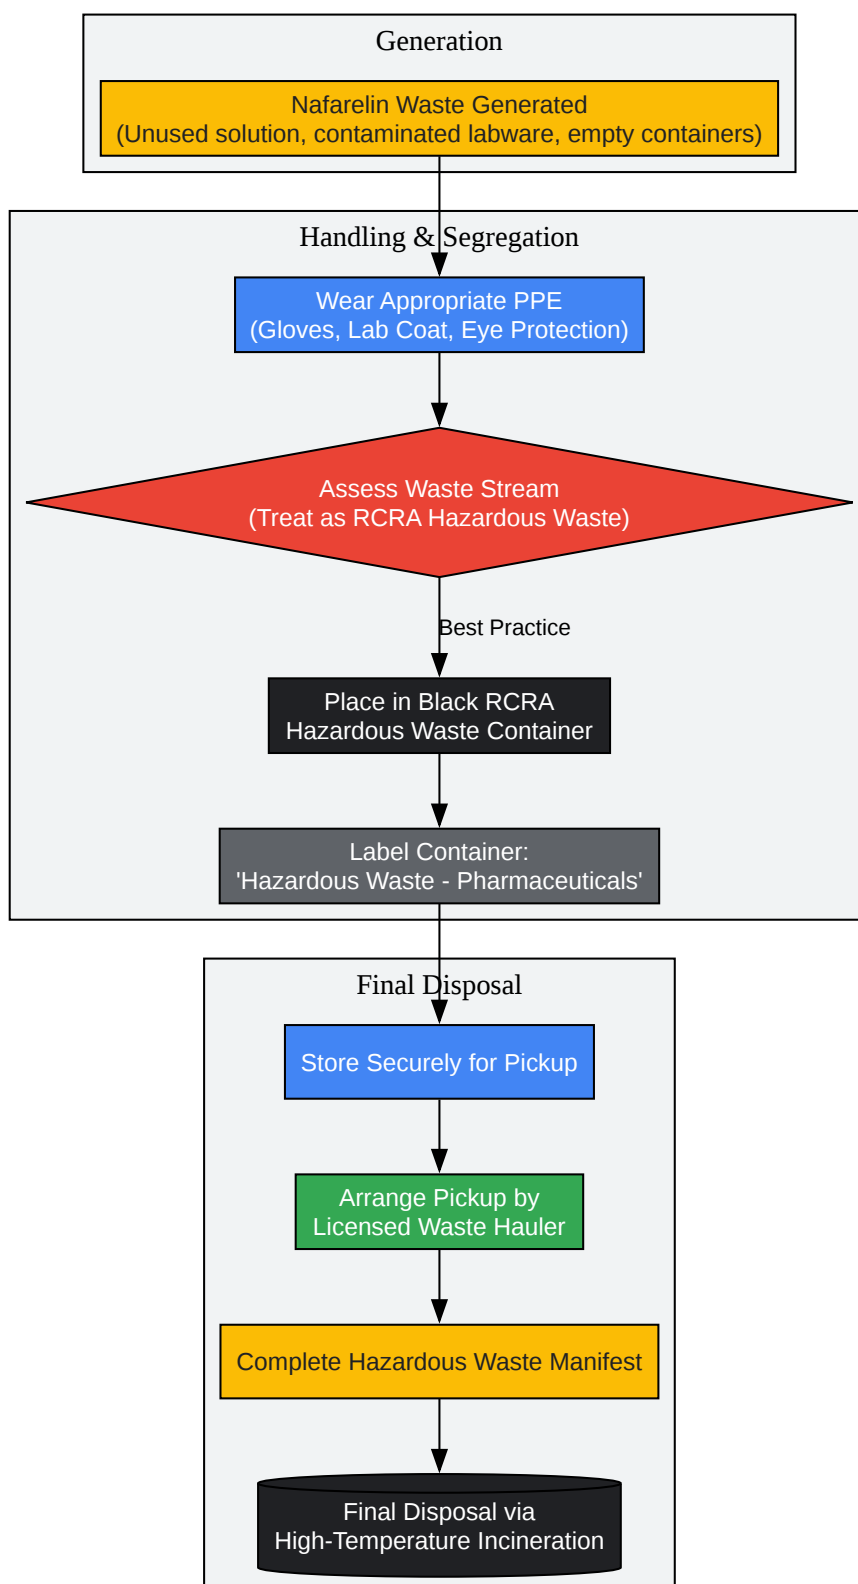 Generation
Nafarelin Waste Generated
(Unused solution, contaminated labware, empty containers)
Handling & Segregation
Wear Appropriate PPE
(Gloves, Lab Coat, Eye Protection)
Assess Waste Stream
(Treat as RCRA Hazardous Waste)
Best Practice
Place in Black RCRA
Hazardous Waste Container
Label Container:
'Hazardous Waste - Pharmaceuticals'
Final Disposal
Store Securely for Pickup
Arrange Pickup by
Licensed Waste Hauler
Complete Hazardous Waste Manifest
Final Disposal via
High-Temperature Incineration